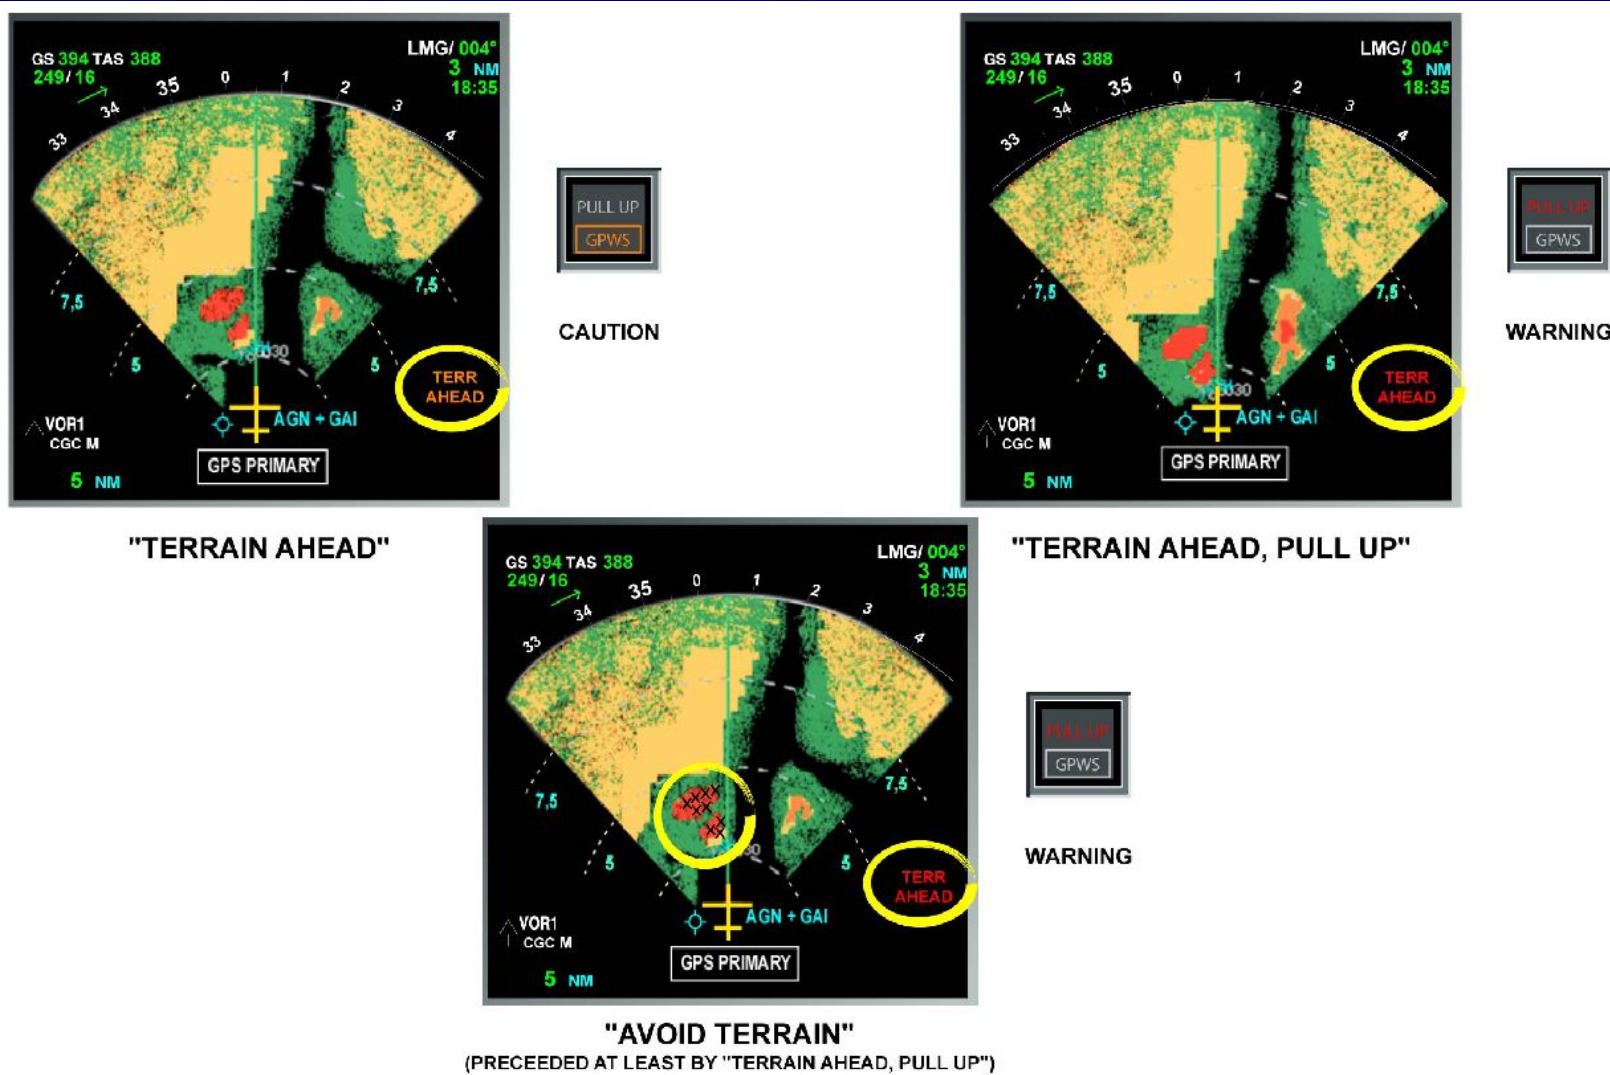 GS 394 TAS 388
249/ 16
LMG/ 004°
3 NM
18:35
33 34 35 0 1 2 3 4
7,5 7,5
5 5
TERR
AHEAD
AGN + GAI
VOR1
CGC M
GPS PRIMARY
5 NM
"TERRAIN AHEAD"
PULL UP
GPWS
CAUTION
GS 394 TAS 388
249/ 16
LMG/ 004°
3 NM
18:35
33 34 35 0 1 2 3 4
7,5 7,5
5 5
TERR
AHEAD
AGN + GAI
VOR1
CGC M
GPS PRIMARY
5 NM
"TERRAIN AHEAD, PULL UP"
PULL UP
GPWS
WARNING
GS 394 TAS 388
249/ 16
LMG/ 004°
3 NM
18:35
33 34 35 0 1 2 3 4
7,5 7,5
5 5
TERR
AHEAD
AGN + GAI
VOR1
CGC M
GPS PRIMARY
5 NM
PULL UP
GPWS
WARNING
"AVOID TERRAIN"
(PRECEEDED AT LEAST BY "TERRAIN AHEAD, PULL UP")